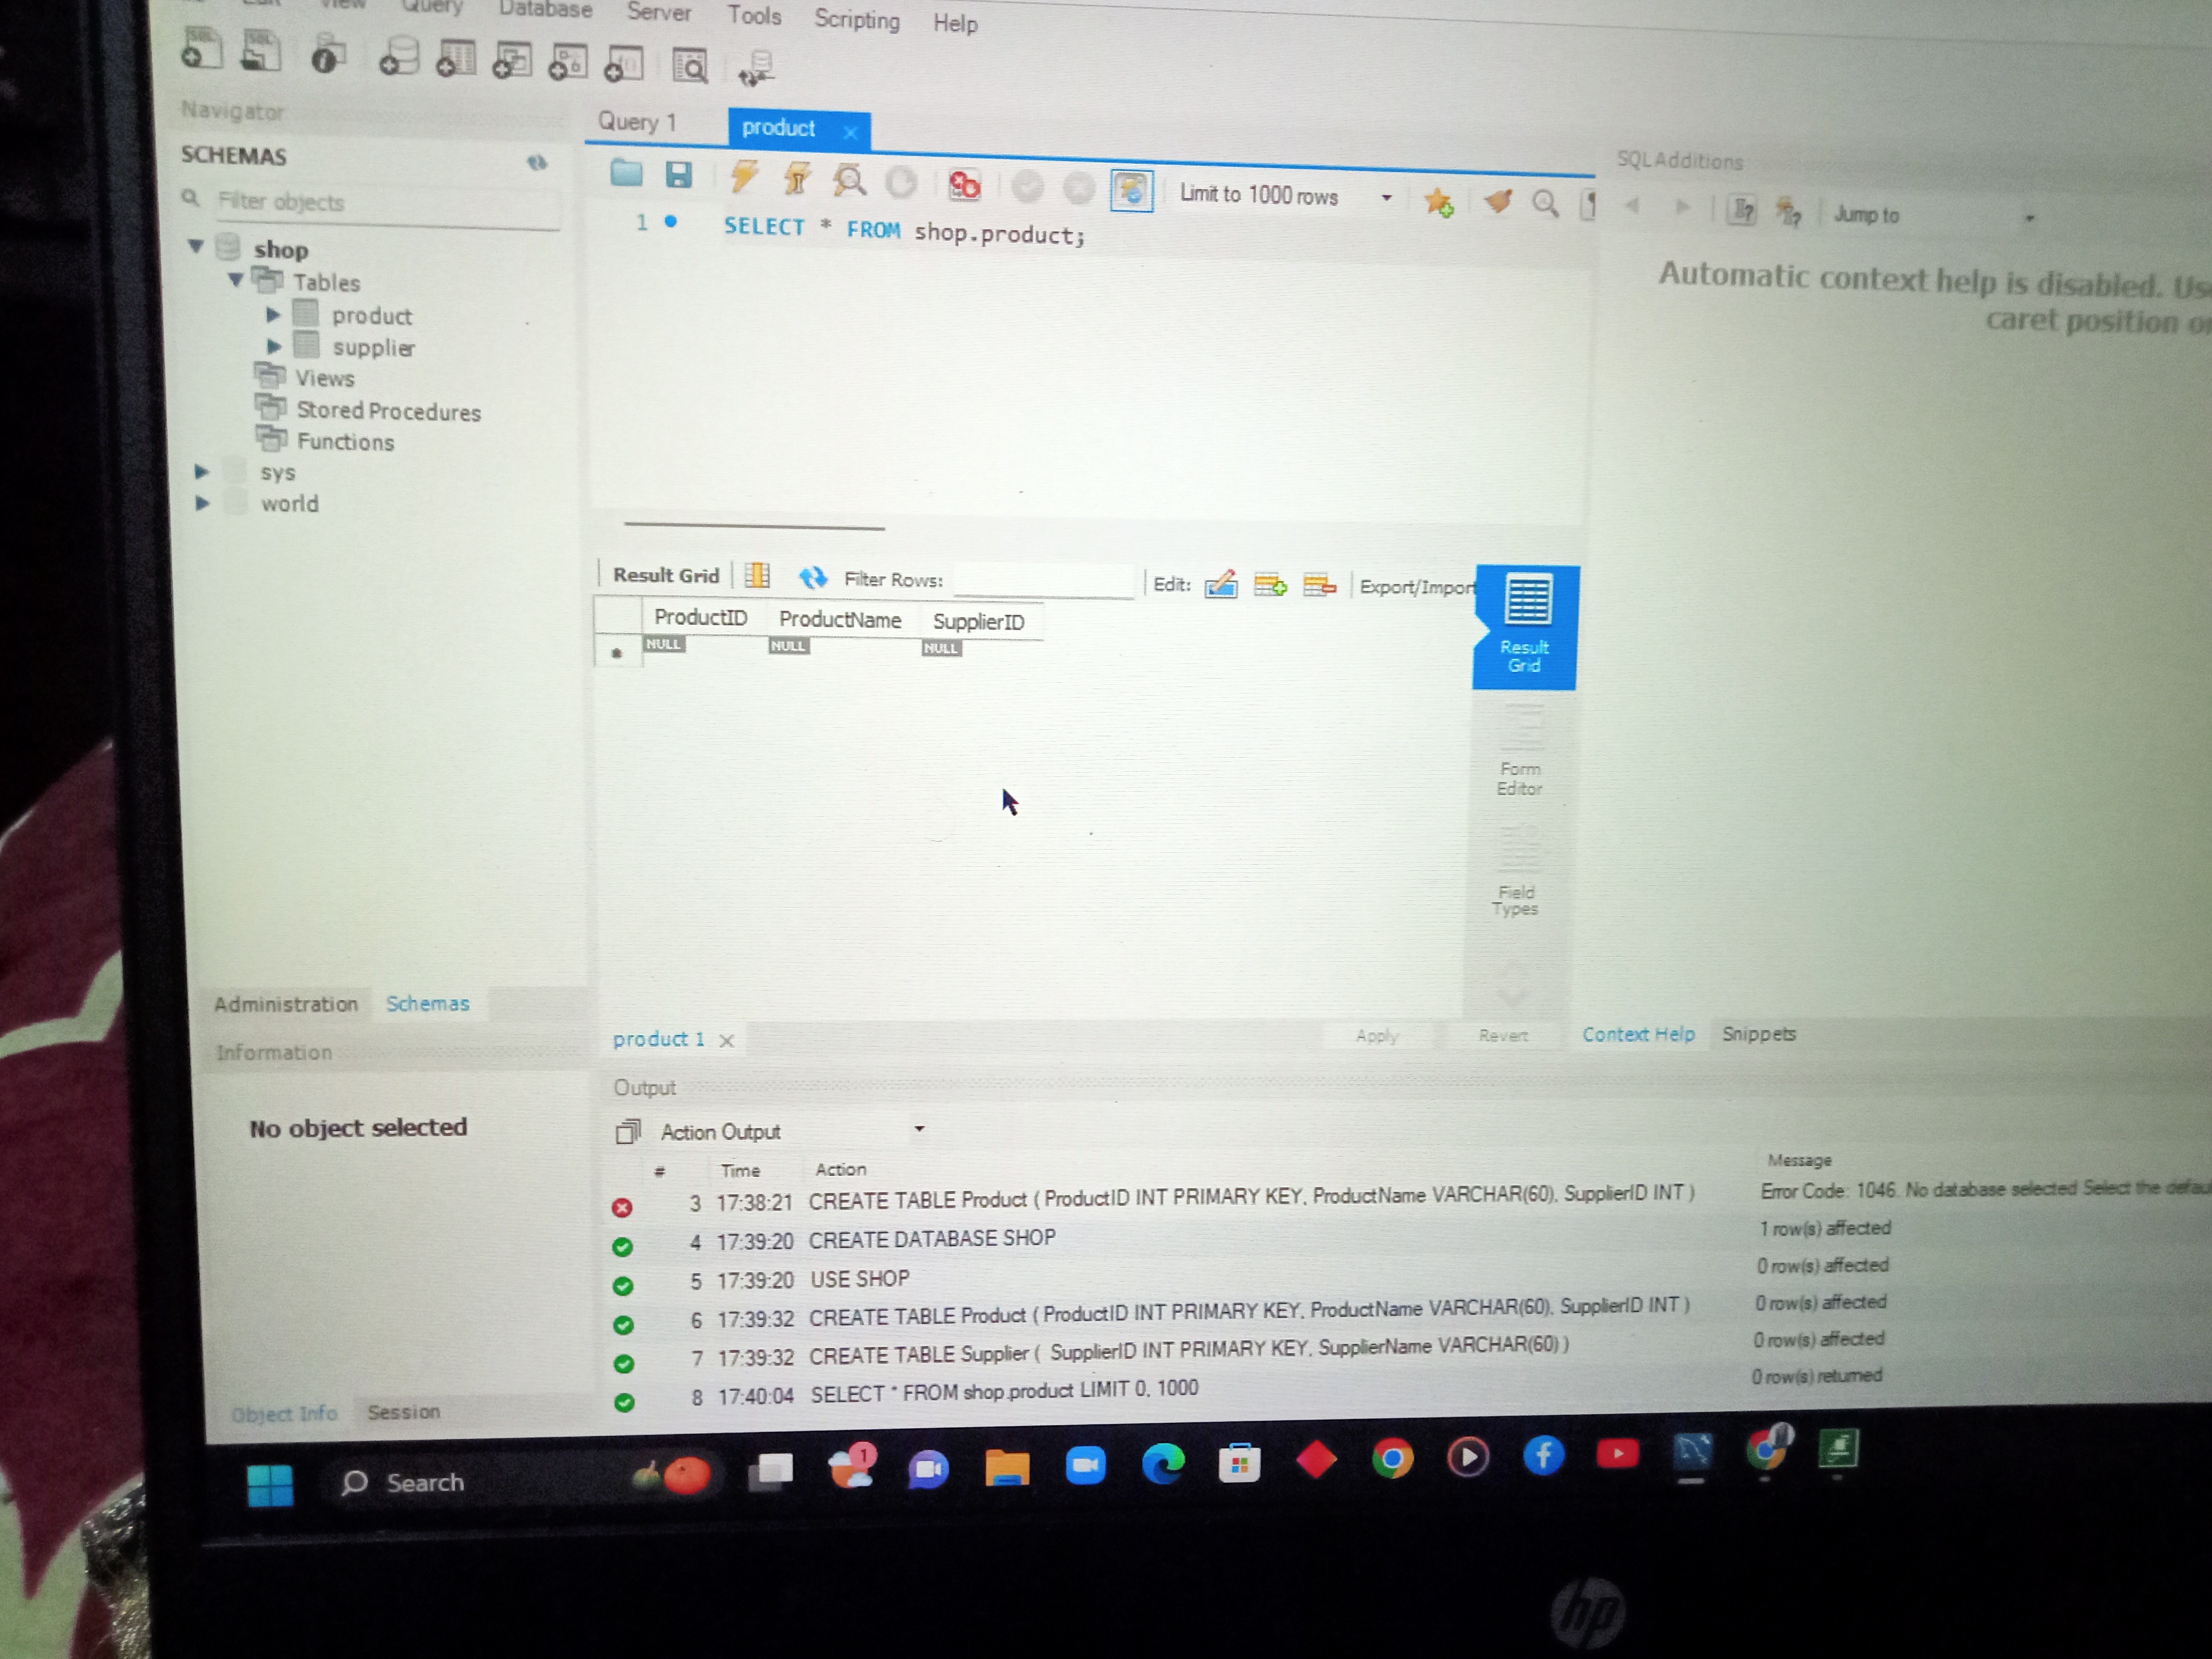 View Query Database Server Tools Scripting Help
Navigator
SCHEMAS
Filter objects
shop
Tables
product
supplier
Views
Stored Procedures
Functions
sys
world
Administration Schemas
Information
No object selected
Object Info Session
Query 1 product
Limit to 1000 rows
1 SELECT * FROM shop.product;
Result Grid Filter Rows: Edit: Export/Import
ProductID ProductName SupplierID
NULL NULL NULL
Result
Grid
Form
Editor
Field
Types
product 1 Apply Revert
SQLAdditions
Jump to
Automatic context help is disabled.
caret position
Context Help Snippets
Output
Action Output
# Time Action Message
3 17:38:21 CREATE TABLE Product ( ProductID INT PRIMARY KEY, ProductName VARCHAR(60), SupplierID INT ) Error Code: 1046. No database selected Select the
4 17:39:20 CREATE DATABASE SHOP 1 row(s) affected
5 17:39:20 USE SHOP 0 row(s) affected
6 17:39:32 CREATE TABLE Product ( ProductID INT PRIMARY KEY, ProductName VARCHAR(60), SupplierID INT ) 0 row(s) affected
7 17:39:32 CREATE TABLE Supplier ( SupplierID INT PRIMARY KEY, SupplierName VARCHAR(60) ) 0 row(s) affected
8 17:40:04 SELECT * FROM shop.product LIMIT 0, 1000 0 row(s) returned
Search
1
hp